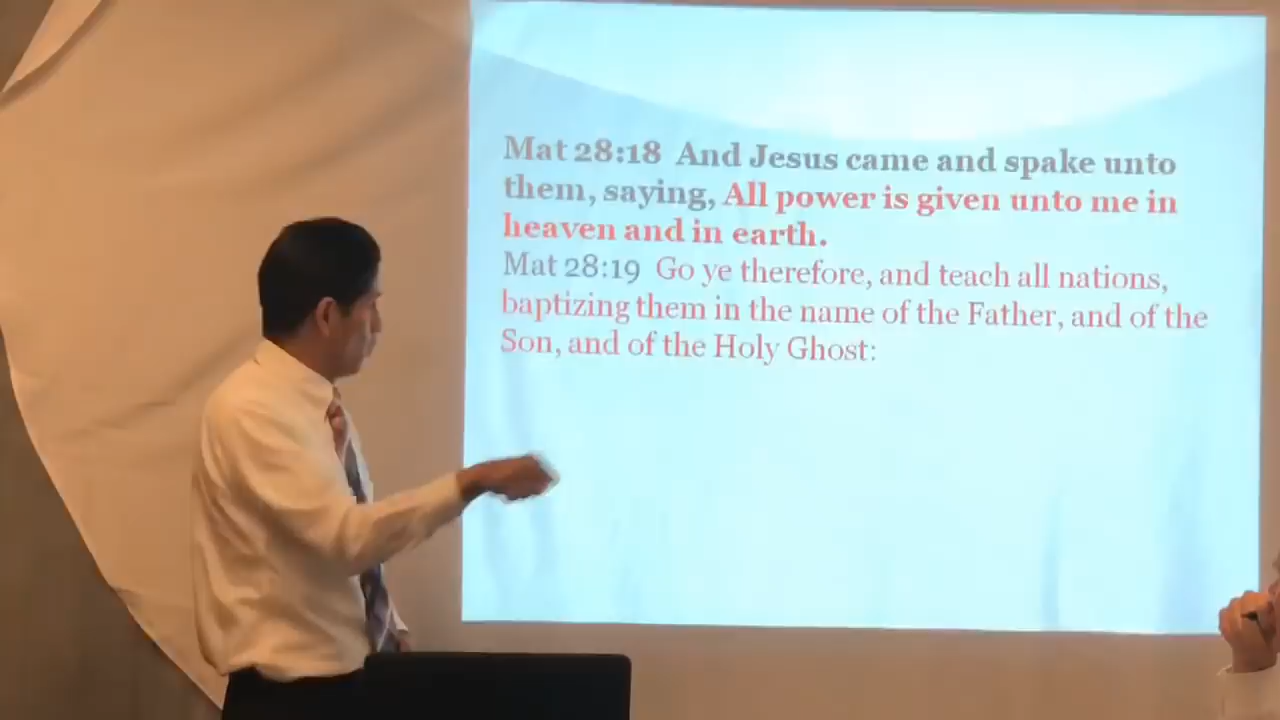 Mat 28:18  And Jesus came and spake unto
them, saying, All power is given unto me in
heaven and in earth.
Mat 28:19  Go ye therefore, and teach all nations,
baptizing them in the name of the Father, and of the
Son, and of the Holy Ghost: